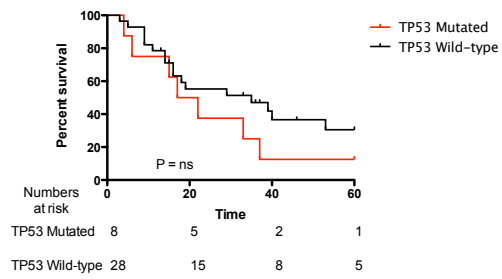 TP53 Mutated
TP53 Wild-type
Percent survival
100
80
60
40
20
0
P = ns
0 20 40 60
Time
Numbers
at risk
TP53 Mutated 8 5 2 1
TP53 Wild-type 28 15 8 5